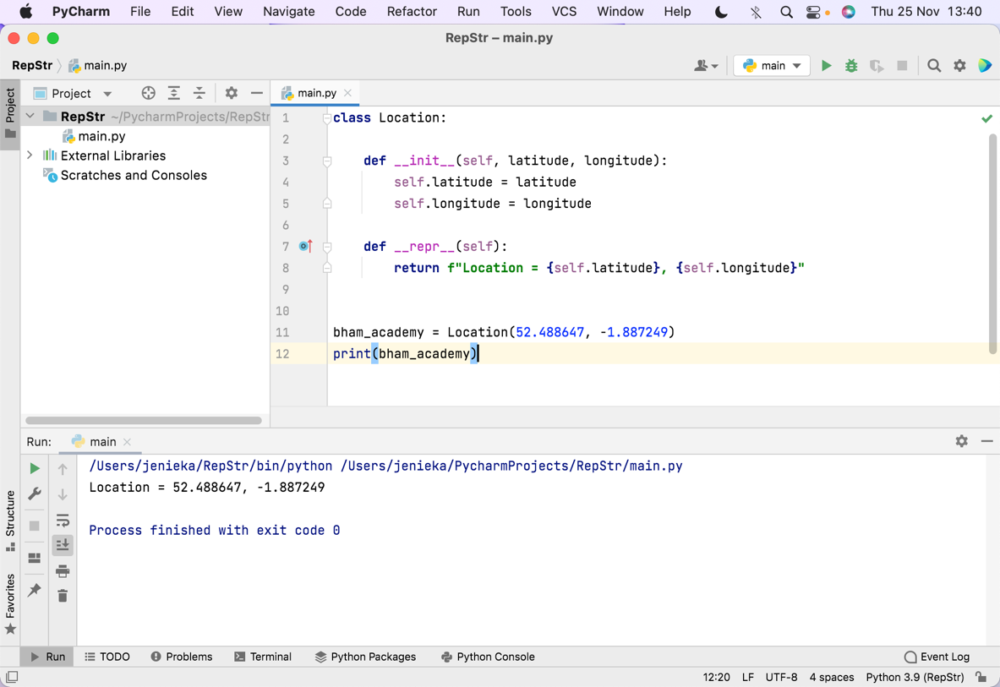 PyCharm File Edit View Navigate Code Refactor Run Tools VCS Window Help Thu 25 Nov 13:40
RepStr – main.py
RepStr main.py main
Project Project main.py
RepStr ~/PycharmProjects/RepStr
main.py
External Libraries
Scratches and Consoles
1 class Location:
2
3     def __init__(self, latitude, longitude):
4         self.latitude = latitude
5         self.longitude = longitude
6
7     def __repr__(self):
8         return f"Location = {self.latitude}, {self.longitude}"
9
10
11 bham_academy = Location(52.488647, -1.887249)
12 print(bham_academy)
Run: main
/Users/jenieka/RepStr/bin/python /Users/jenieka/PycharmProjects/RepStr/main.py
Location = 52.488647, -1.887249
Process finished with exit code 0
Structure
Favorites
Run TODO Problems Terminal Python Packages Python Console Event Log
12:20 LF UTF-8 4 spaces Python 3.9 (RepStr)